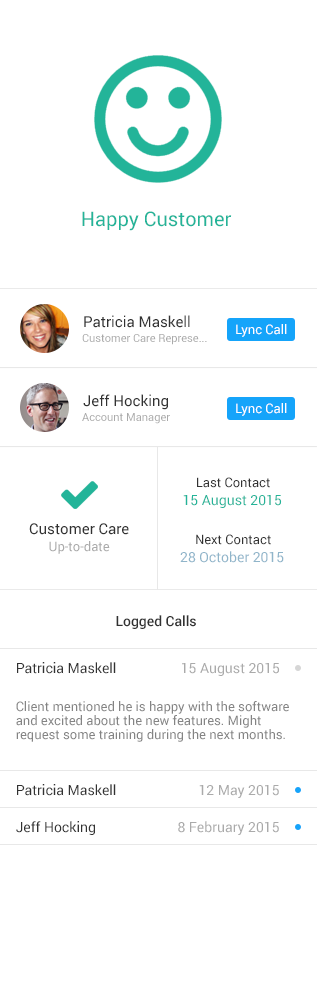 Happy Customer
Patricia Maskell
Customer Care Represe...
Lync Call
Jeff Hocking
Account Manager
Lync Call
Customer Care
Up-to-date
Last Contact
15 August 2015
Next Contact
28 October 2015
Logged Calls
Patricia Maskell 15 August 2015
Client mentioned he is happy with the software
and excited about the new features. Might
request some training during the next months.
Patricia Maskell 12 May 2015
Jeff Hocking 8 February 2015